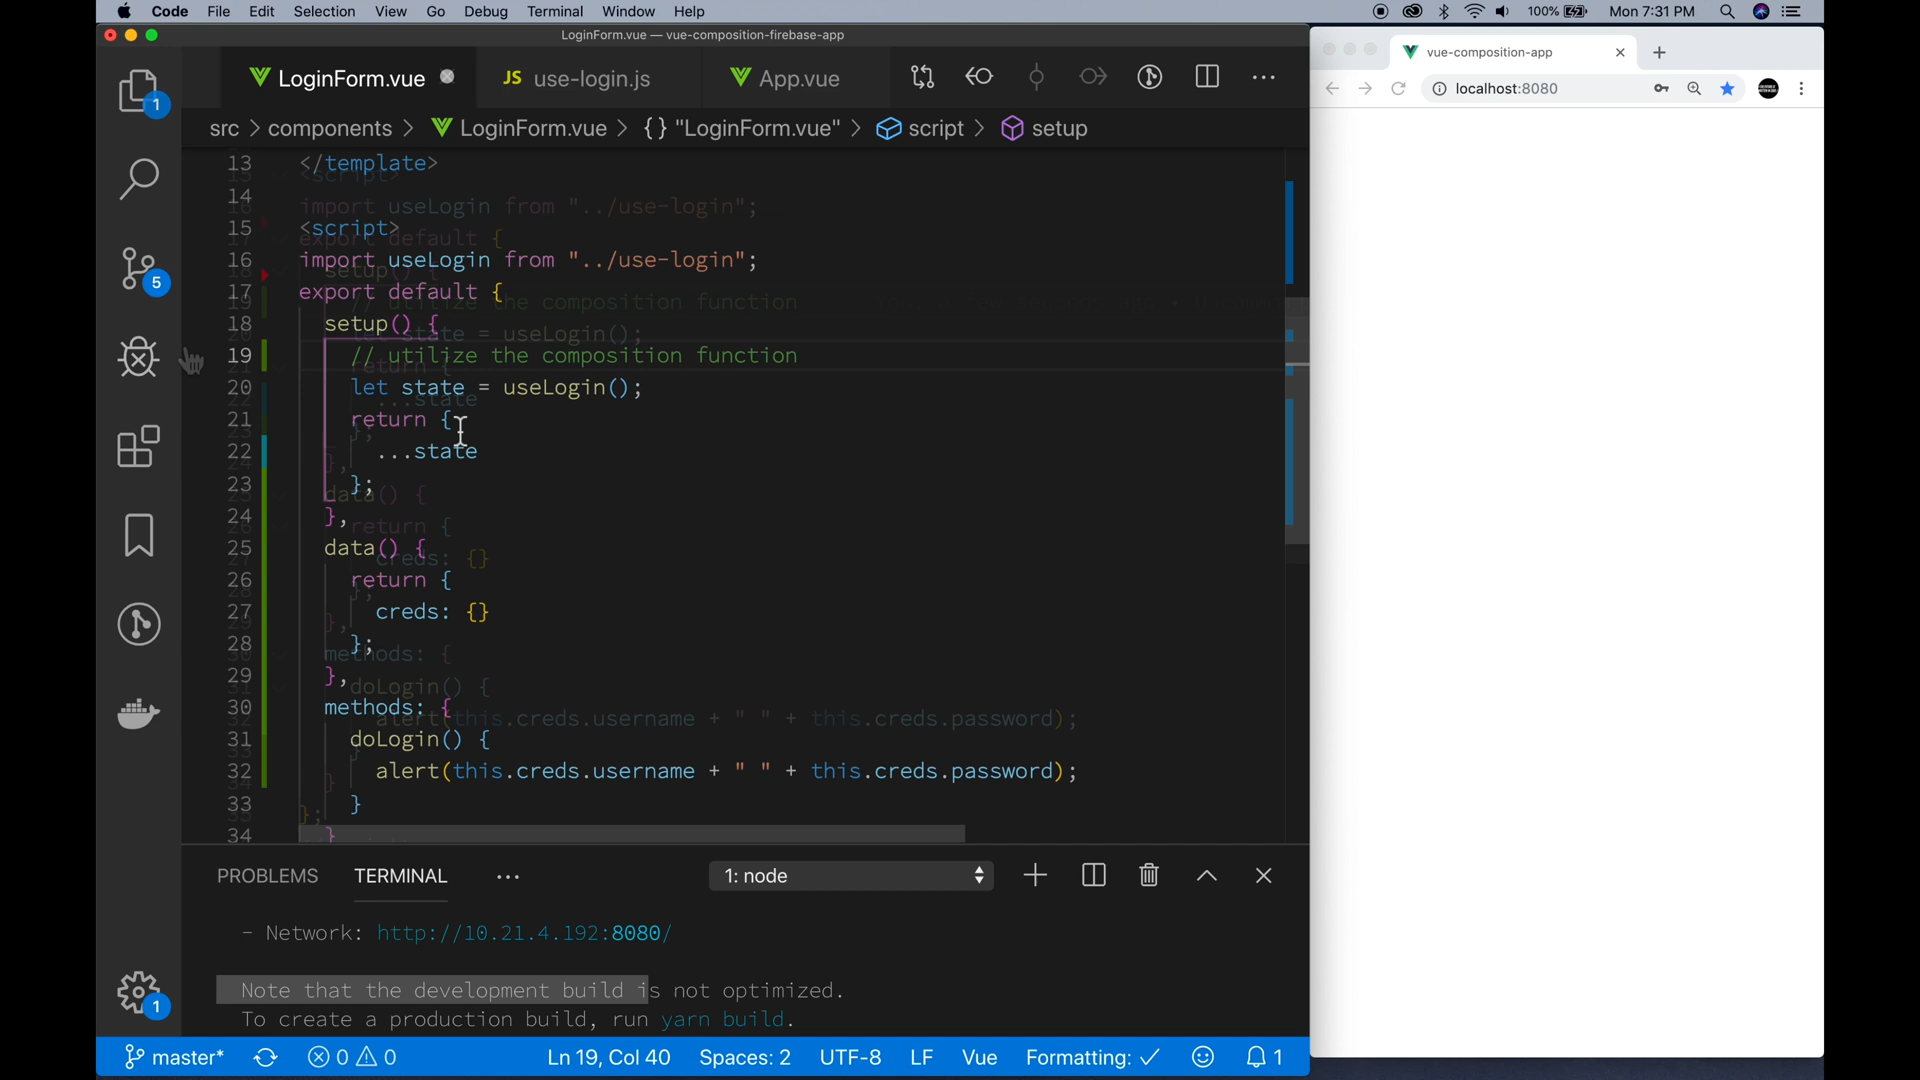 Code File Edit Selection View Go Debug Terminal Window Help 100% Mon 7:31 PM
LoginForm.vue — vue-composition-firebase-app
LoginForm.vue JS use-login.js App.vue
src > components > LoginForm.vue > {} "LoginForm.vue" > script > setup
13 </template>
14
15 <script>
16 import useLogin from "../use-login";
17 export default {
18 setup() {
19 // utilize the composition function
20 let state = useLogin();
21 return {
22 ...state
23 };
24 },
25 data() {
26 return {
27 creds: {}
28 };
29 },
30 methods: {
31 doLogin() {
32 alert(this.creds.username + " " + this.creds.password);
33 }
34 }
1
5
1
PROBLEMS TERMINAL ... 1: node
- Network: http://10.21.4.192:8080/
Note that the development build is not optimized.
To create a production build, run yarn build.
master* 0 0 Ln 19, Col 40 Spaces: 2 UTF-8 LF Vue Formatting: ✓ 1
vue-composition-app
localhost:8080